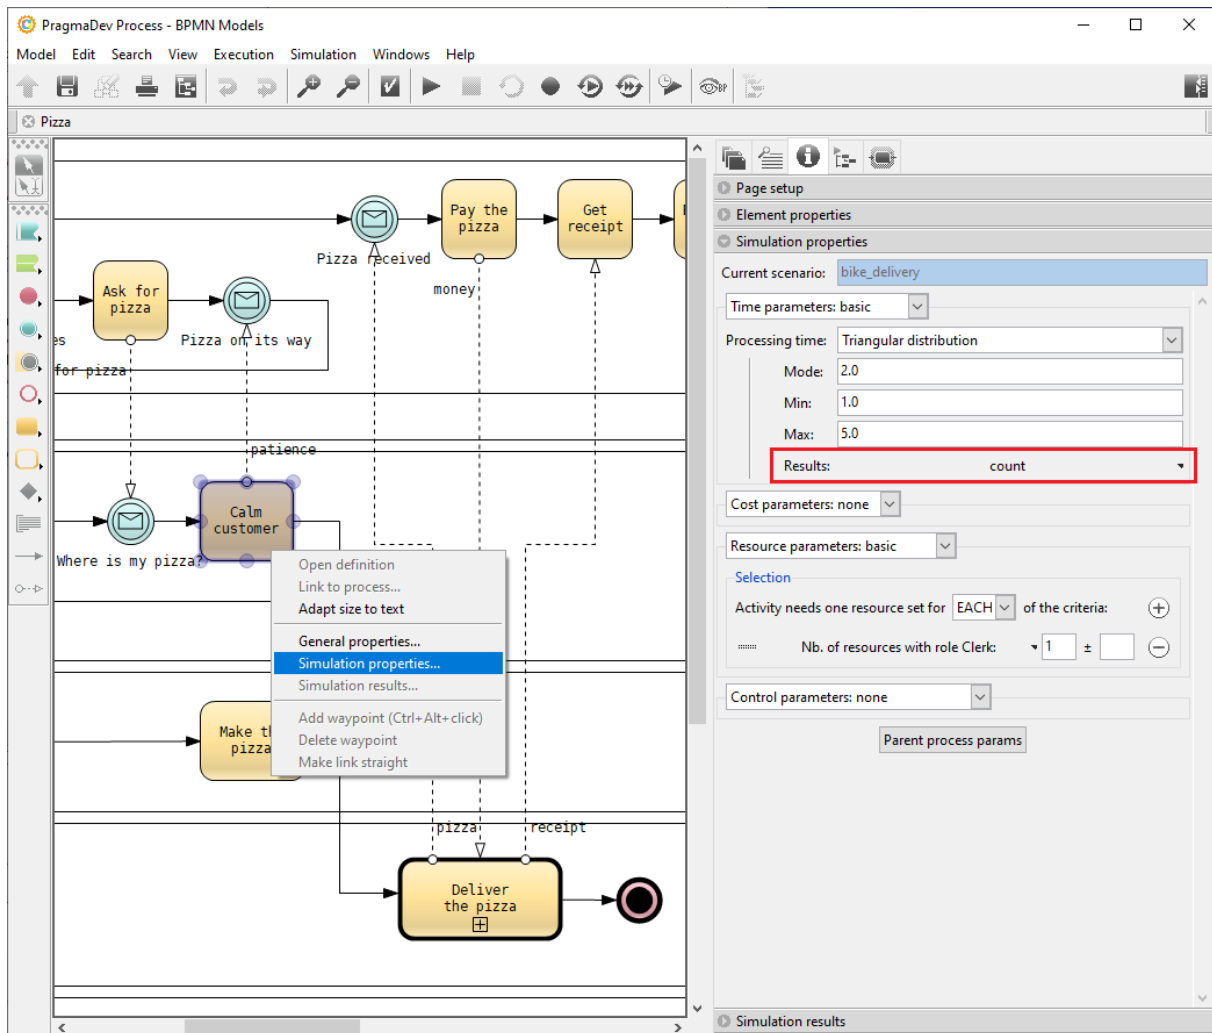 PragmaDev Process - BPMN Models
Model Edit Search View Execution Simulation Windows Help
BP
Pizza
Pay the
pizza
Get
receipt
Pizza received
money
Ask for
pizza
Pizza on its way
es
for pizza
patience
Calm
customer
Where is my pizza?
Open definition
Link to process...
Adapt size to text
General properties...
Simulation properties...
Simulation results...
Add waypoint (Ctrl+Alt+click)
Delete waypoint
Make link straight
Make th
pizza
pizza
receipt
Deliver
the pizza
Page setup
Element properties
Simulation properties
Current scenario: bike_delivery
Time parameters: basic
Processing time: Triangular distribution
Mode: 2.0
Min: 1.0
Max: 5.0
Results: count
Cost parameters: none
Resource parameters: basic
Selection
Activity needs one resource set for EACH of the criteria:
Nb. of resources with role Clerk: 1 ±
Control parameters: none
Parent process params
Simulation results